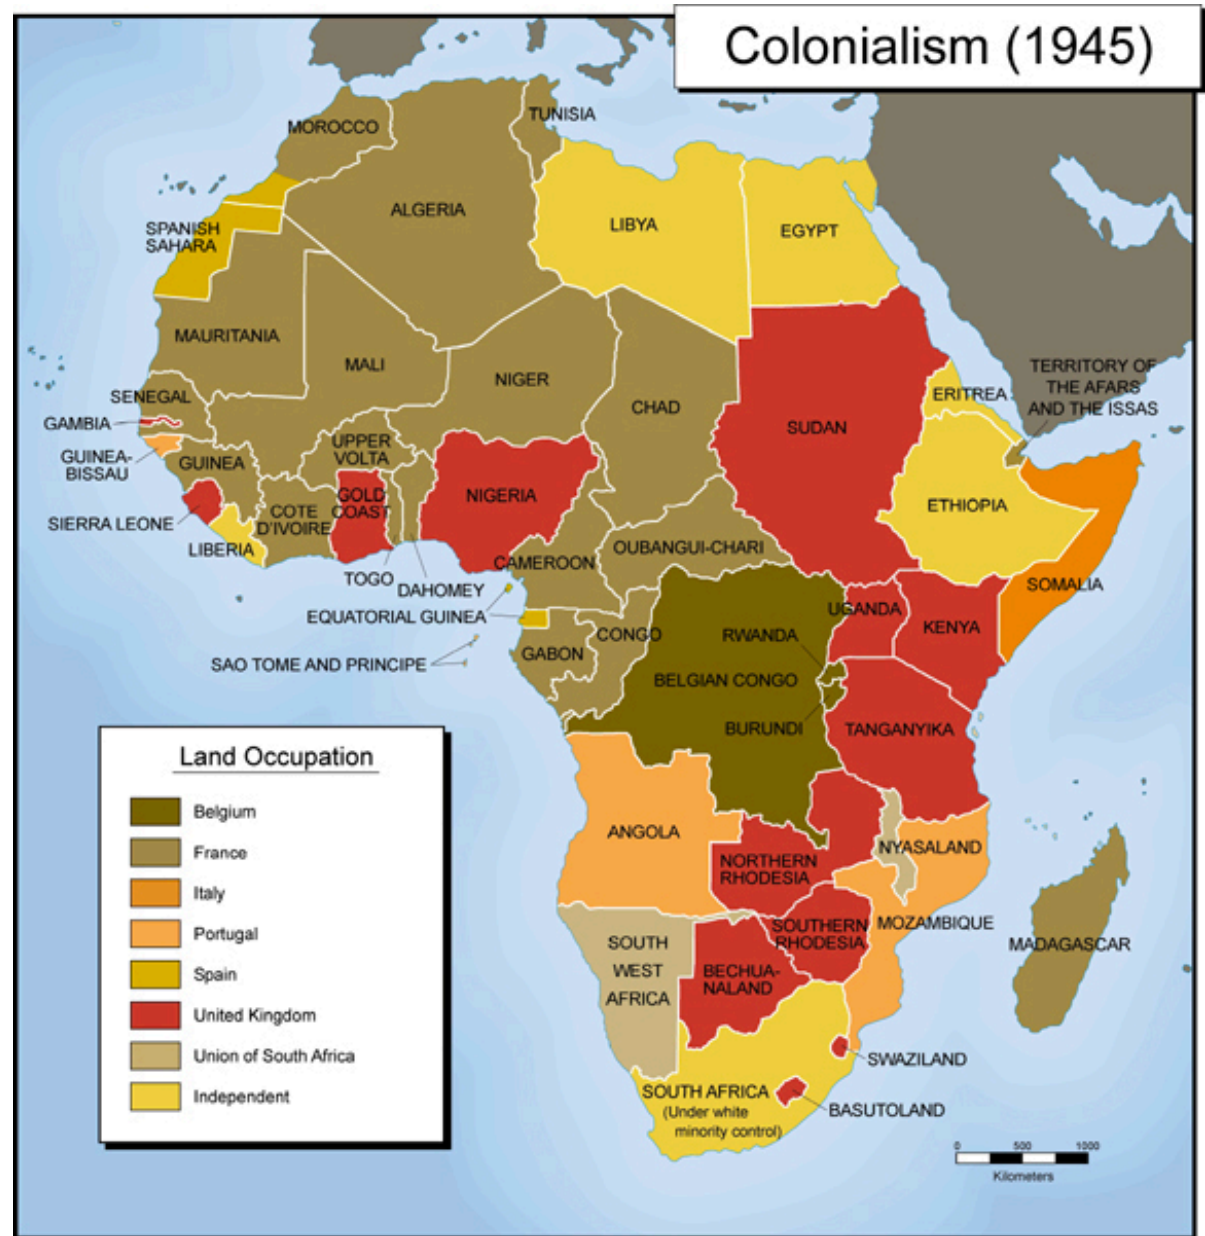 Colonialism (1945)
MOROCCO
TUNISIA
ALGERIA
LIBYA
EGYPT
SPANISH
SAHARA
MAURITANIA
MALI
NIGER
CHAD
SUDAN
ERITREA
TERRITORY OF
THE AFARS
AND THE ISSAS
SENEGAL
GAMBIA
GUINEA-
BISSAU
GUINEA
UPPER
VOLTA
SIERRA LEONE
LIBERIA
COTE
D'IVOIRE
GOLD
COAST
NIGERIA
TOGO
DAHOMEY
CAMEROON
OUBANGUI-CHARI
ETHIOPIA
SOMALIA
EQUATORIAL GUINEA
SAO TOME AND PRINCIPE
GABON
CONGO
RWANDA
BELGIAN CONGO
BURUNDI
UGANDA
KENYA
TANGANYIKA
ANGOLA
NORTHERN
RHODESIA
NYASALAND
MOZAMBIQUE
SOUTHERN
RHODESIA
MADAGASCAR
SOUTH
WEST
AFRICA
BECHUA-
NALAND
SWAZILAND
SOUTH AFRICA
(Under white
minority control)
BASUTOLAND
Land Occupation
Belgium
France
Italy
Portugal
Spain
United Kingdom
Union of South Africa
Independent
0 500 1000
Kilometers